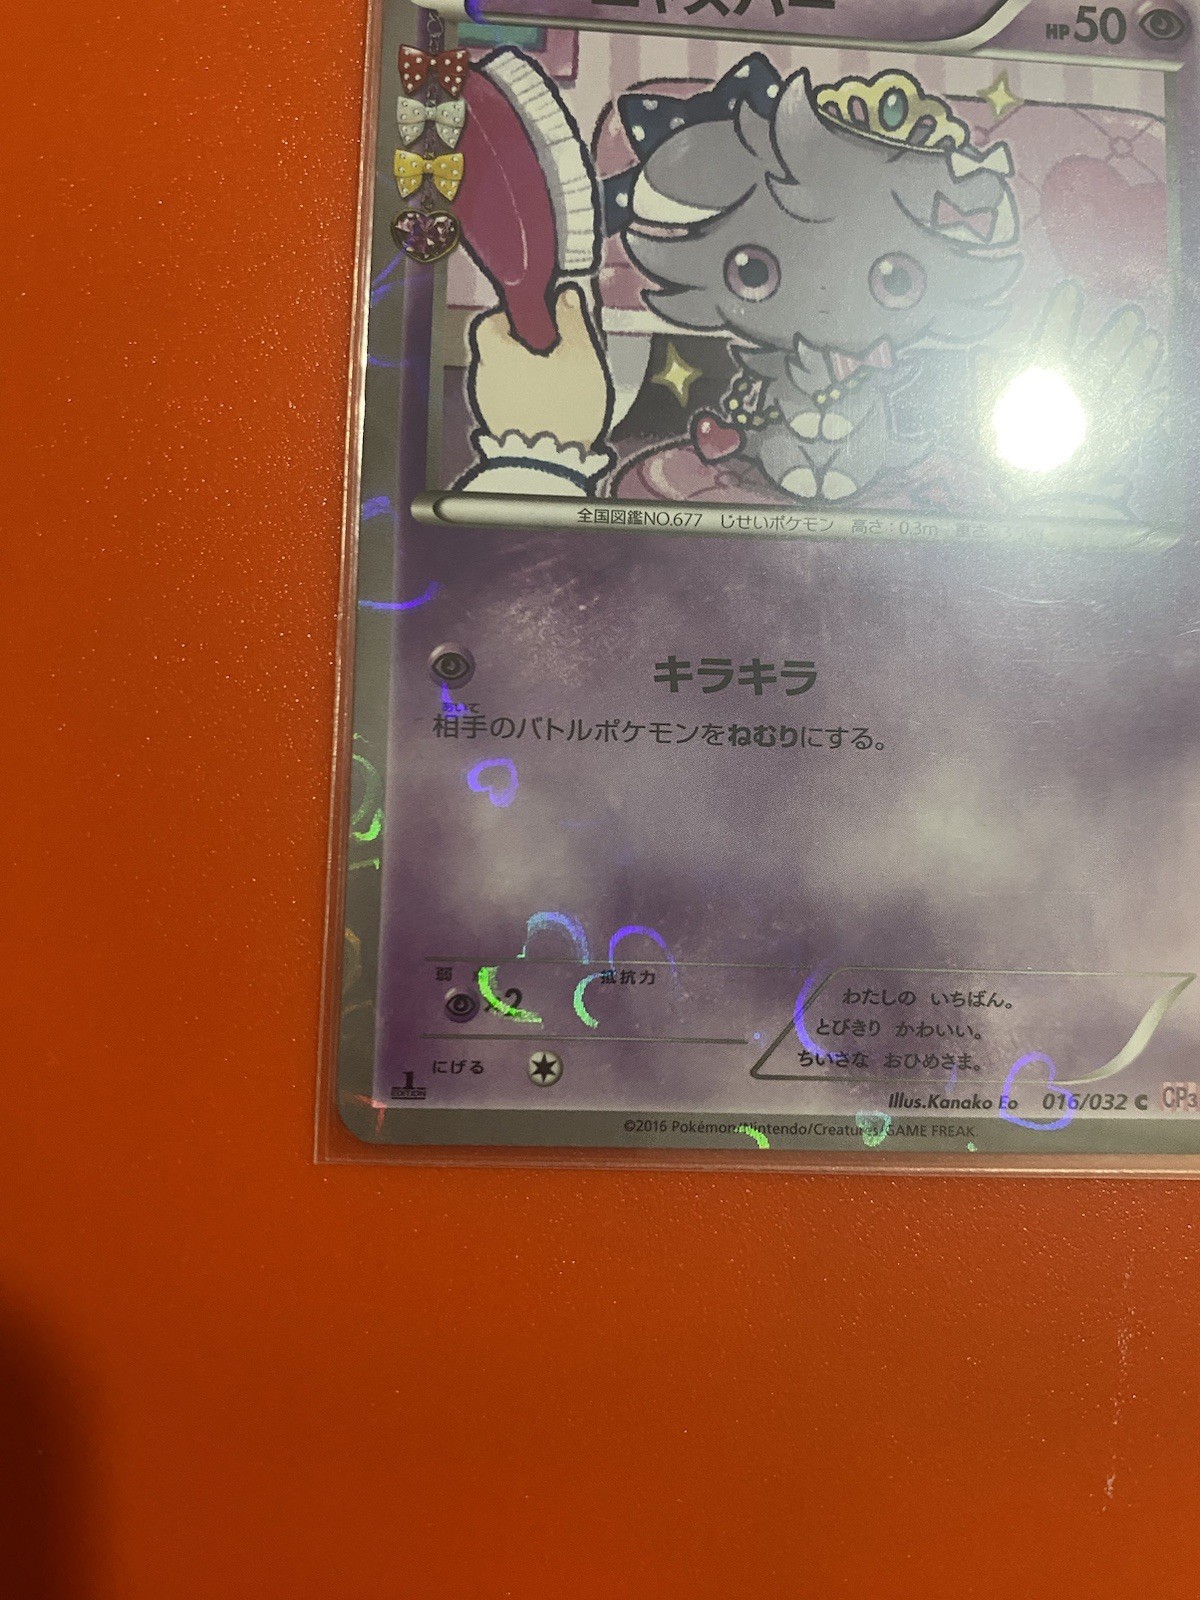 HP50
全国図鑑NO.677 じせいポケモン 高さ:0.3m 重さ:3
キラキラ
あいて
相手のバトルポケモンをねむりにする。
弱 抵抗力
×2
にげる
わたしの いちばん。
とびきり かわいい。
ちいさな おひめさま。
1 EDITION
Illus.Kanako Eo 016/032 C CP3
©2016 Pokémon/Nintendo/Creatures/GAME FREAK.